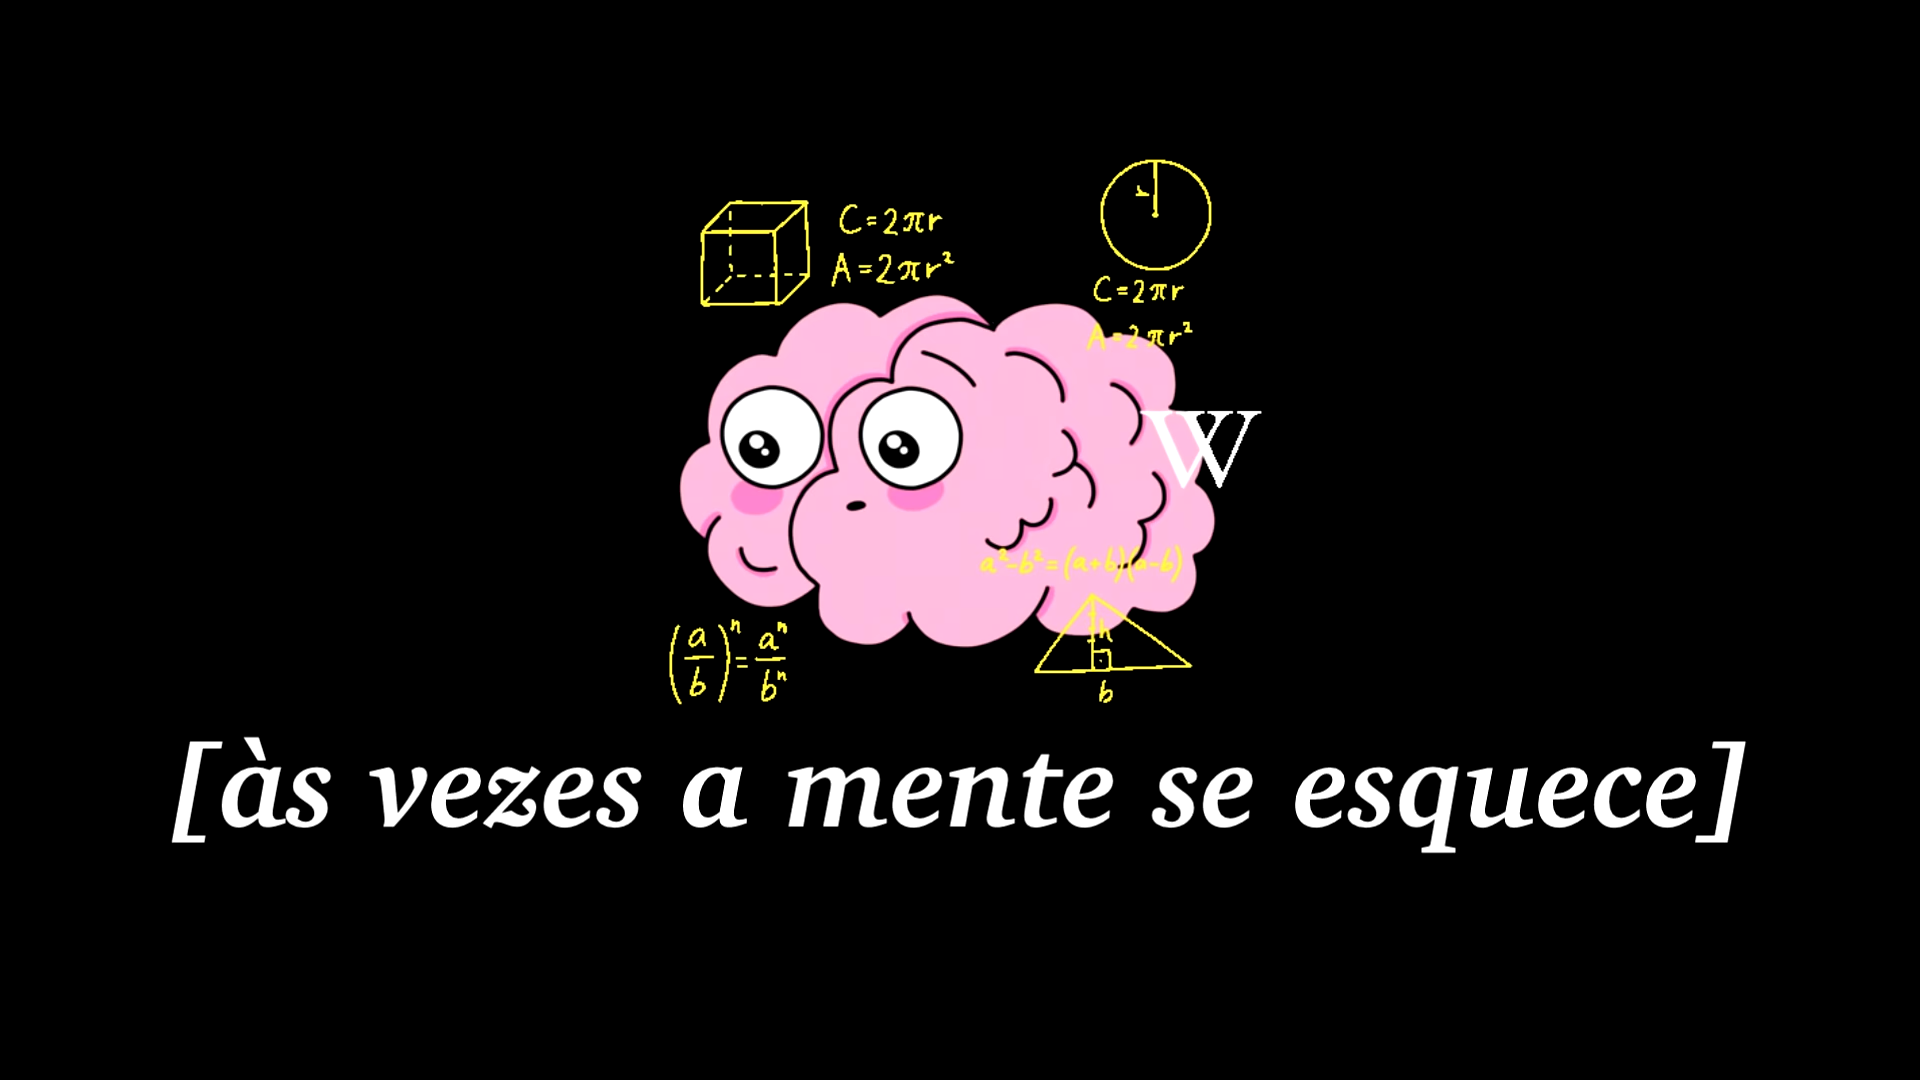 C=2πr
A=2πr²
r
C=2πr
A=2πr²
W
a²-b²=(a+b)(a-b)
(a/b)ⁿ=aⁿ/bⁿ
h
b
[às vezes a mente se esquece]